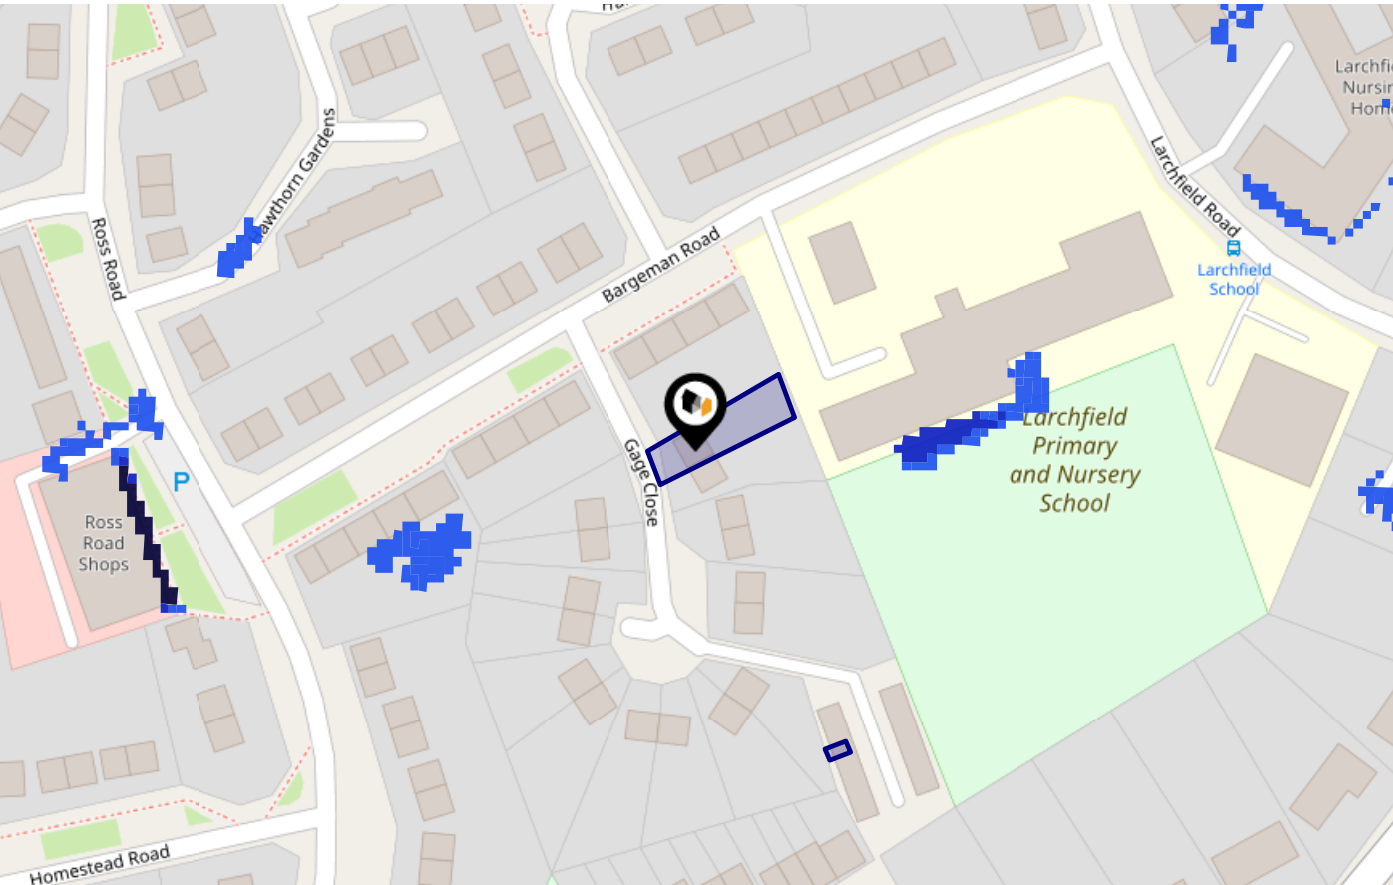 Larchfi
Nursin
Hom
Hawthorn Gardens
Larchfield Road
Ross Road
Bargeman Road
Larchfield
School
Larchfield
Primary
and Nursery
School
Gage Close
P
Ross
Road
Shops
Homestead Road